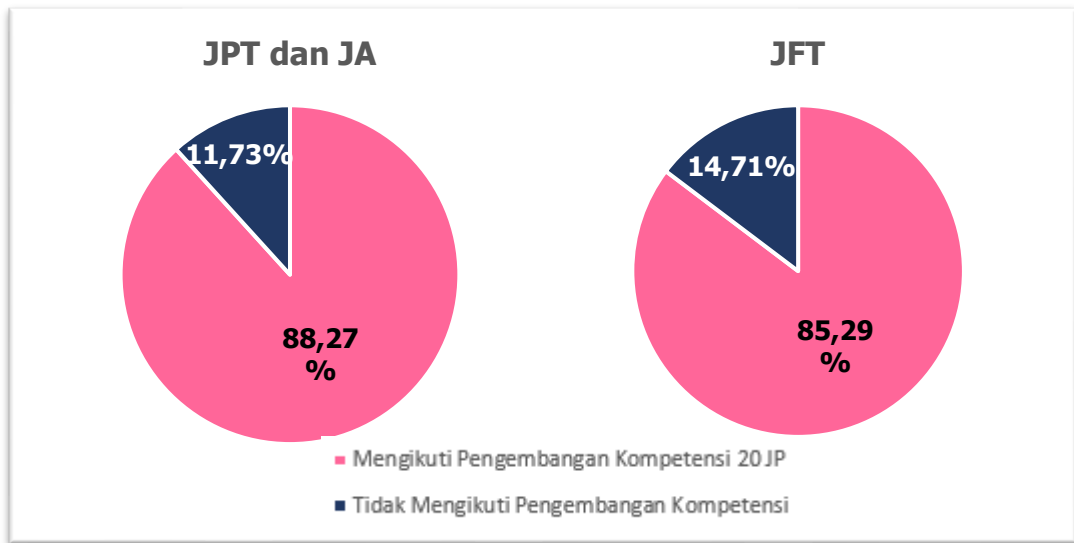 JPT dan JA
11,73%
88,27
%
JFT
14,71%
85,29
%
Mengikuti Pengembangan Kompetensi 20 JP
Tidak Mengikuti Pengembangan Kompetensi